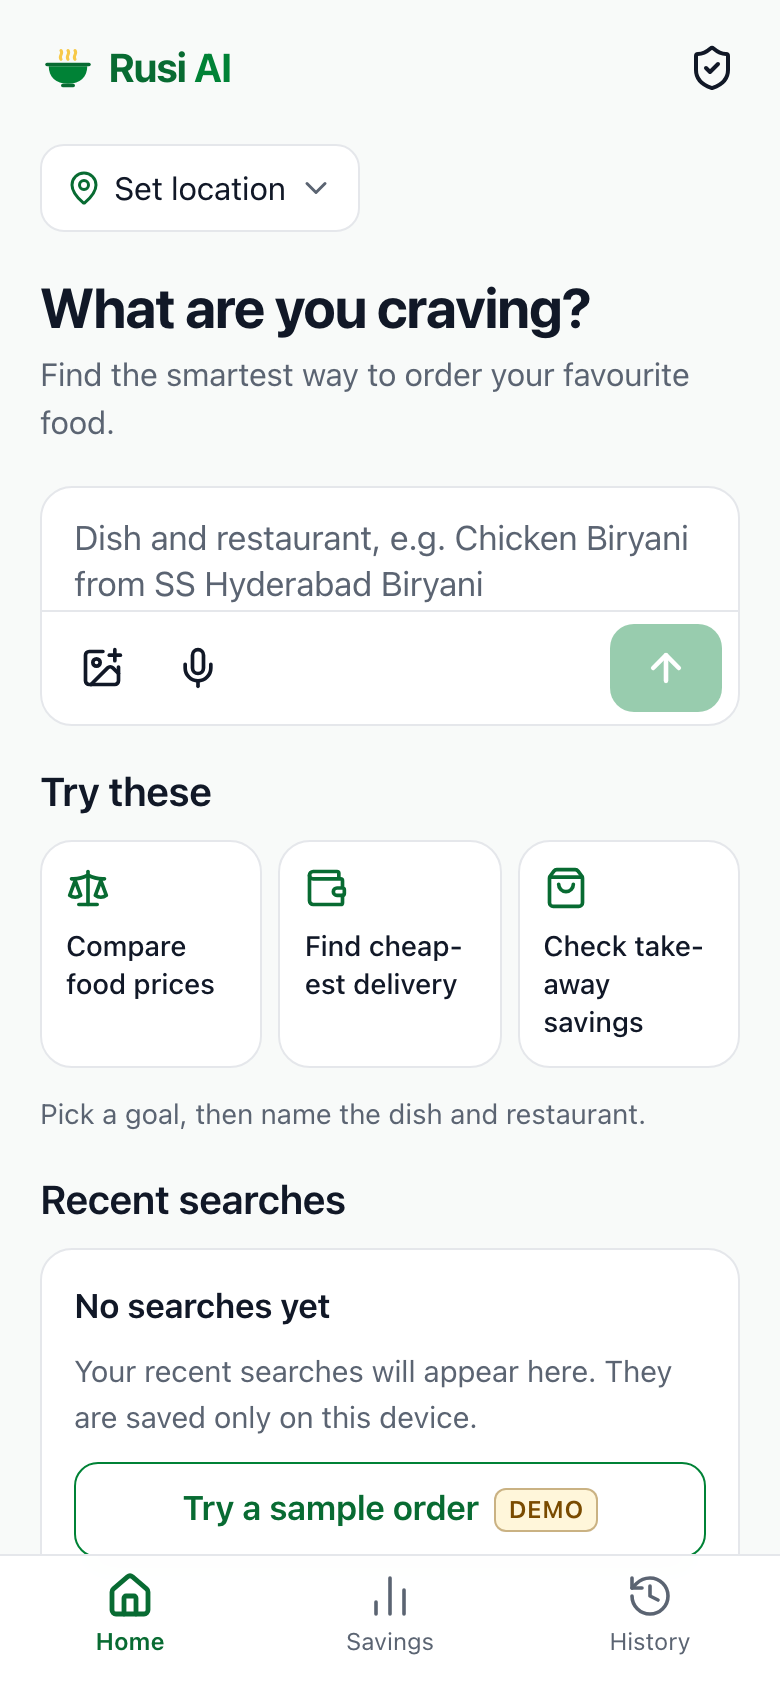 Rusi AI
Set location
What are you craving?
Find the smartest way to order your favourite
food.
Dish and restaurant, e.g. Chicken Biryani
from SS Hyderabad Biryani
Try these
Compare
food prices
Find cheap-
est delivery
Check take-
away
savings
Pick a goal, then name the dish and restaurant.
Recent searches
No searches yet
Your recent searches will appear here. They
are saved only on this device.
Try a sample order DEMO
Home
Savings
History